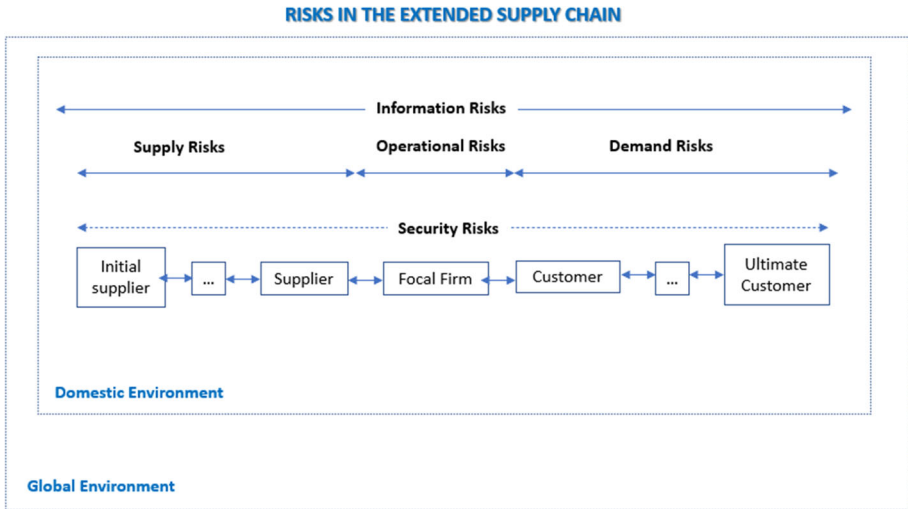 RISKS IN THE EXTENDED SUPPLY CHAIN
Information Risks
Supply Risks
Operational Risks
Demand Risks
Security Risks
Initial
supplier
...
Supplier
Focal Firm
Customer
...
Ultimate
Customer
Domestic Environment
Global Environment